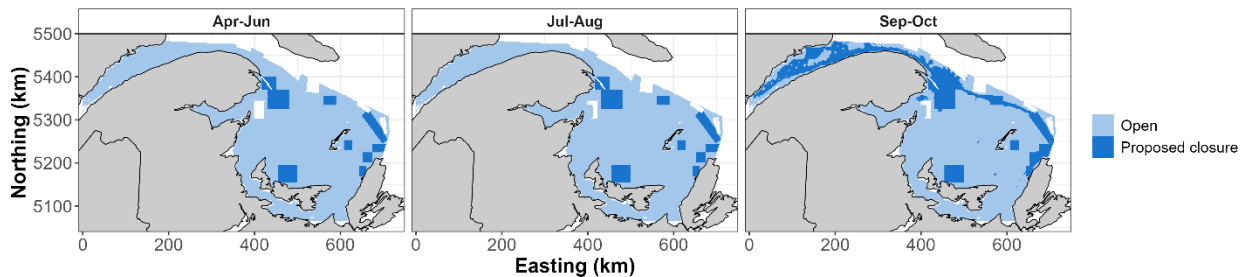 Apr-Jun Jul-Aug Sep-Oct
5500
5400
5300
5200
5100
Northing (km)
0 200 400 600 0 200 400 600 0 200 400 600
Easting (km)
Open
Proposed closure